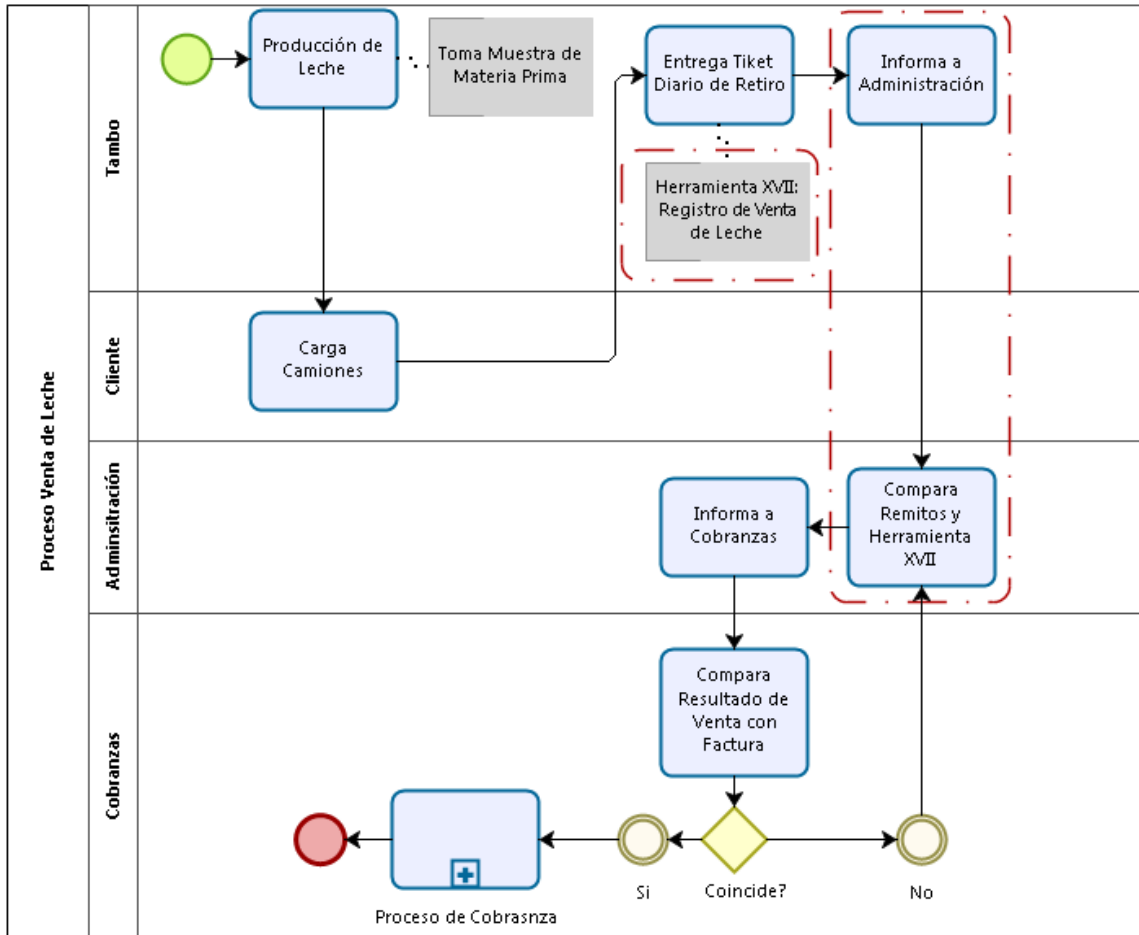 Proceso Venta de Leche
Tambo
Producción de
Leche
Toma Muestra de
Materia Prima
Entrega Tiket
Diario de Retiro
Informa a
Administración
Herramienta XVII:
Registro de Venta
de Leche
Cliente
Carga
Camiones
Adminsitración
Informa a
Cobranzas
Compara
Remitos y
Herramienta
XVII
Cobranzas
Compara
Resultado de
Venta con
Factura
Si
Coincide?
No
Proceso de Cobrasnza